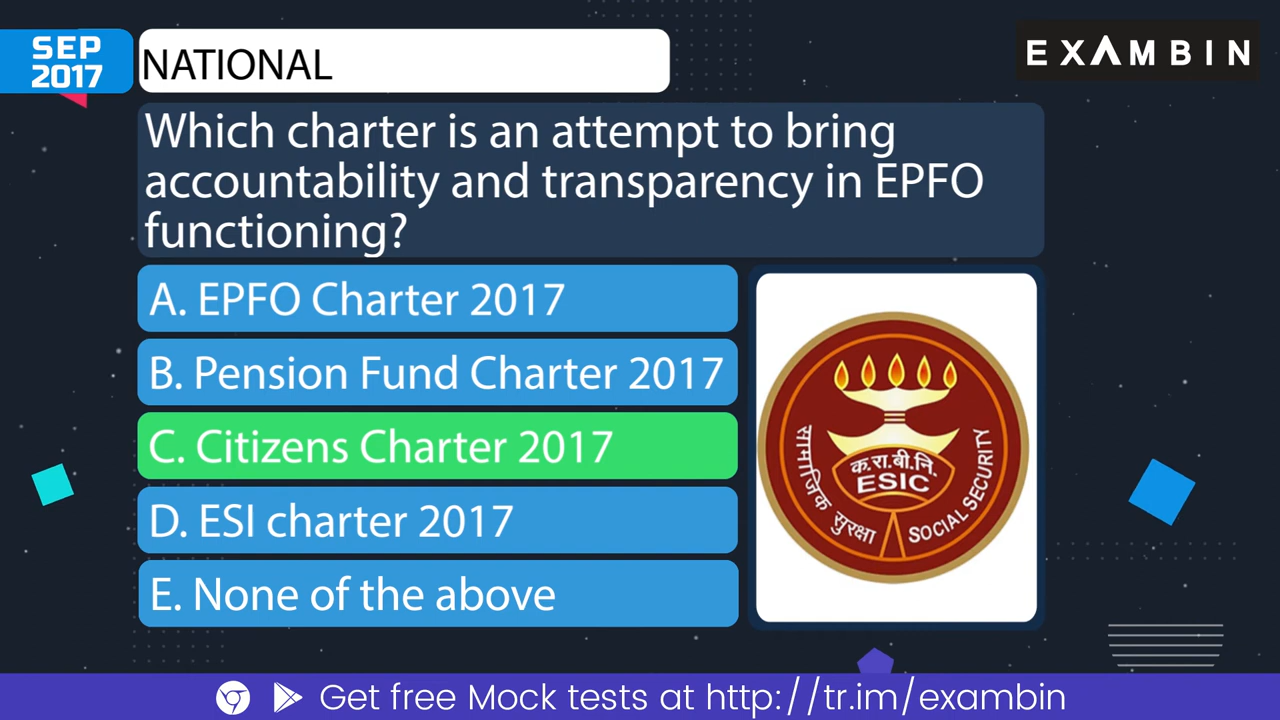 SEP
2017
NATIONAL
EXAMBIN
Which charter is an attempt to bring
accountability and transparency in EPFO
functioning?
A. EPFO Charter 2017
B. Pension Fund Charter 2017
C. Citizens Charter 2017
D. ESI charter 2017
E. None of the above
क.रा.बी.नि.
ESIC
सामाजिक सुरक्षा
SOCIAL SECURITY
Get free Mock tests at http://tr.im/exambin